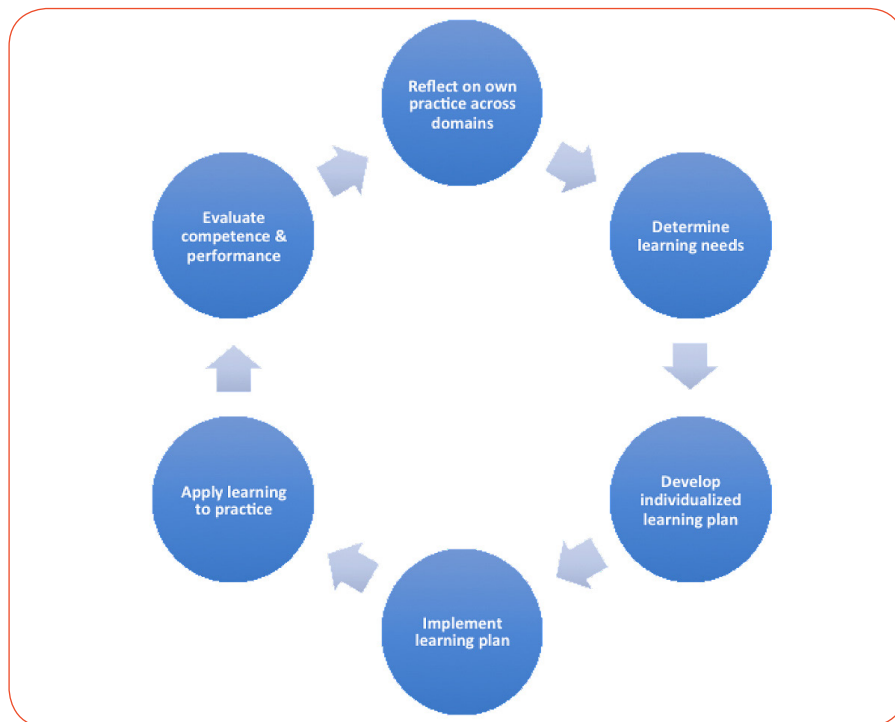 Reflect on own
practice across
domains
Determine
learning needs
Develop
individualized
learning plan
Implement
learning plan
Apply learning
to practice
Evaluate
competence &
performance